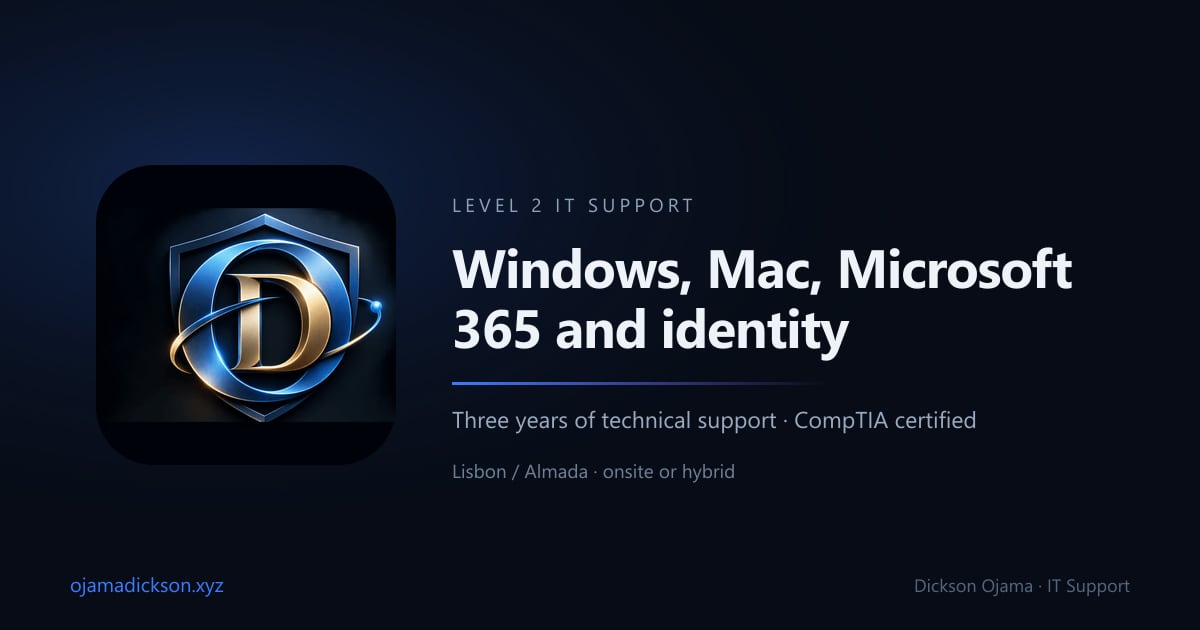 LEVEL 2 IT SUPPORT
Windows, Mac, Microsoft
365 and identity
Three years of technical support · CompTIA certified
Lisbon / Almada · onsite or hybrid
ojamadickson.xyz
Dickson Ojama · IT Support